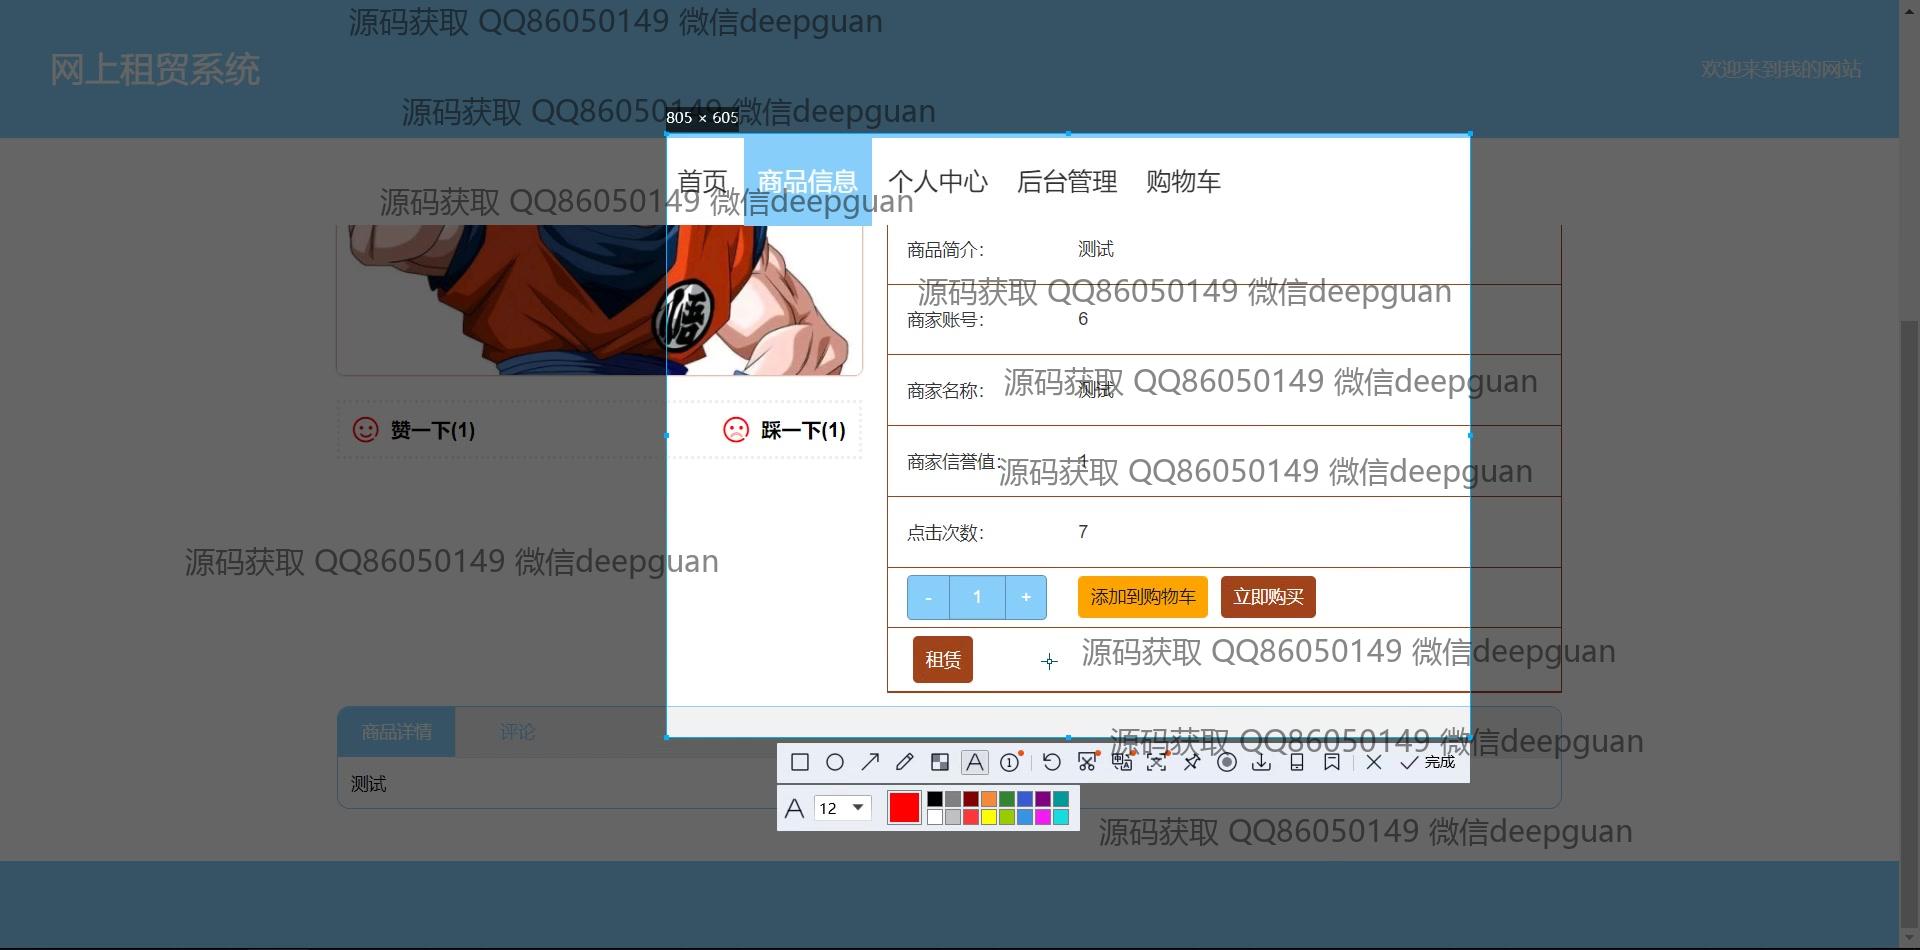 源码获取 QQ86050149 微信deepguan
网上租贸系统
欢迎来到我的网站
源码获取 QQ86050149 微信deepguan
805 × 605
首页 商品信息 个人中心 后台管理 购物车
源码获取 QQ86050149 微信deepguan
商品简介: 测试
源码获取 QQ86050149 微信deepguan
商家账号: 6
悟
源码获取 QQ86050149 微信deepguan
商家名称: 测试
赞一下(1) 踩一下(1)
商家信誉值: 1
源码获取 QQ86050149 微信deepguan
点击次数: 7
源码获取 QQ86050149 微信deepguan
- 1 + 添加到购物车 立即购买
租赁
源码获取 QQ86050149 微信deepguan
商品详情 评论
源码获取 QQ86050149 微信deepguan
完成
测试
A 12
源码获取 QQ86050149 微信deepguan